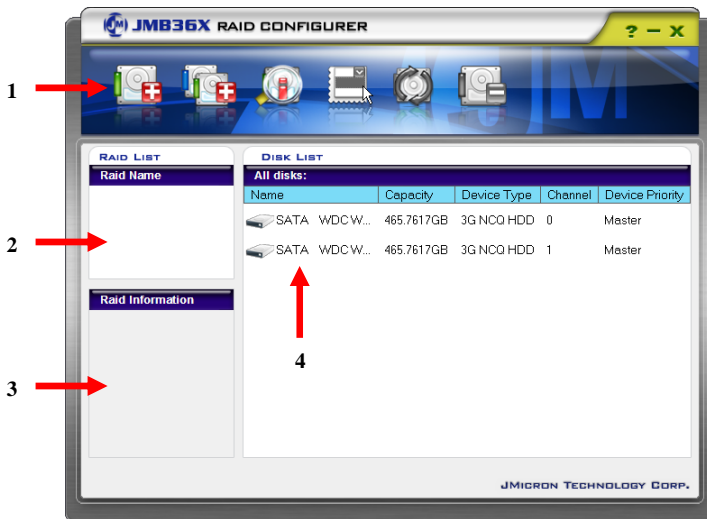 JMB36X RAID CONFIGURER
? – X
1
RAID LIST
Raid Name
2
Raid Information
3
DISK LIST
All disks:
Name Capacity Device Type Channel Device Priority
SATA WDC W... 465.7617GB 3G NCQ HDD 0 Master
SATA WDC W... 465.7617GB 3G NCQ HDD 1 Master
4
JMICRON TECHNOLOGY CORP.